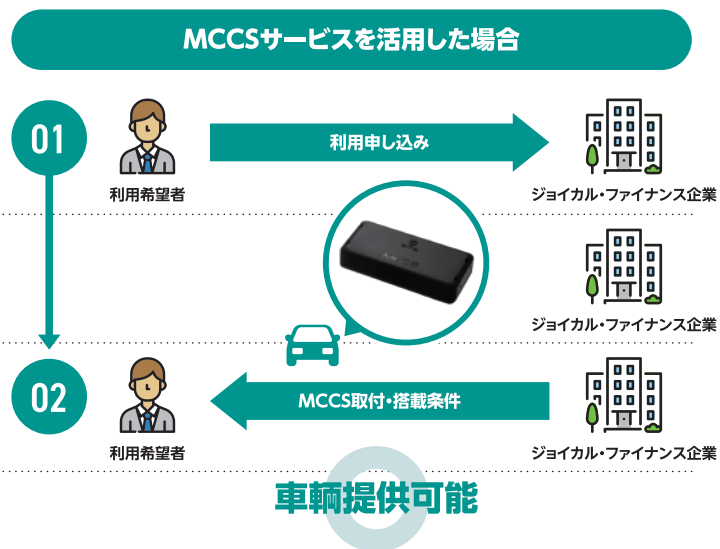 MCCSサービスを活用した場合
01
利用申し込み
利用希望者
ジョイカル・ファイナンス企業
ジョイカル・ファイナンス企業
02
MCCS取付・搭載条件
利用希望者
ジョイカル・ファイナンス企業
車輌提供可能